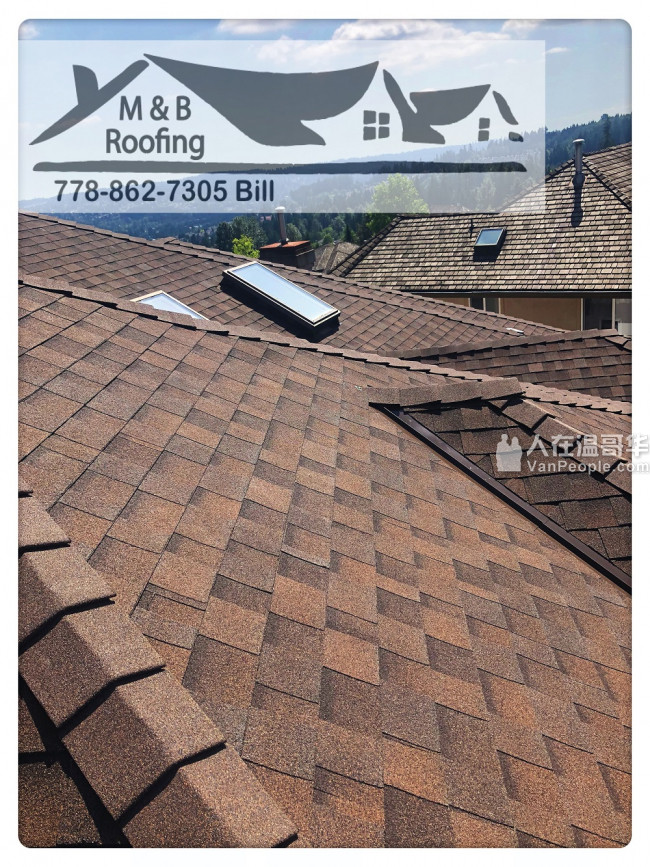 M & B
Roofing
778-862-7305 Bill
人在温哥华
VanPeople.com